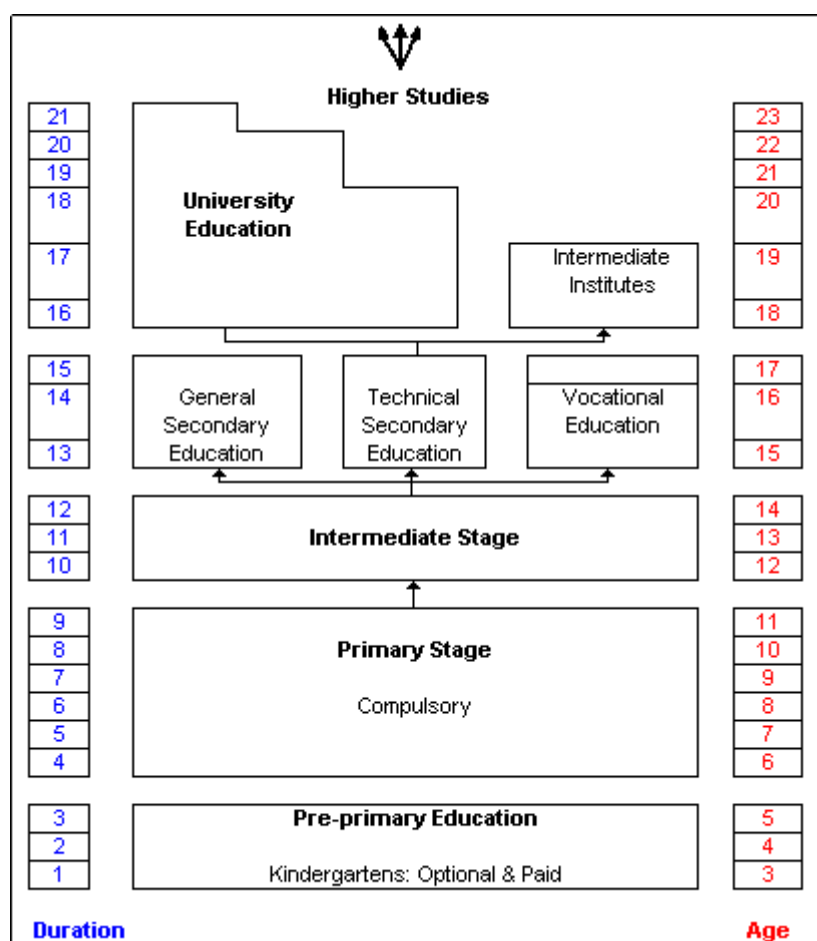 Higher Studies
21 23
20 22
19 21
18 University 20
Education
17 Intermediate 19
Institutes
16 18
15 17
14 General Technical Vocational 16
Secondary Secondary Education
13 Education Education 15
12 14
11 Intermediate Stage 13
10 12
9 11
8 Primary Stage 10
7 9
6 Compulsory 8
5 7
4 6
3 Pre-primary Education 5
2 4
1 Kindergartens: Optional & Paid 3
Duration Age